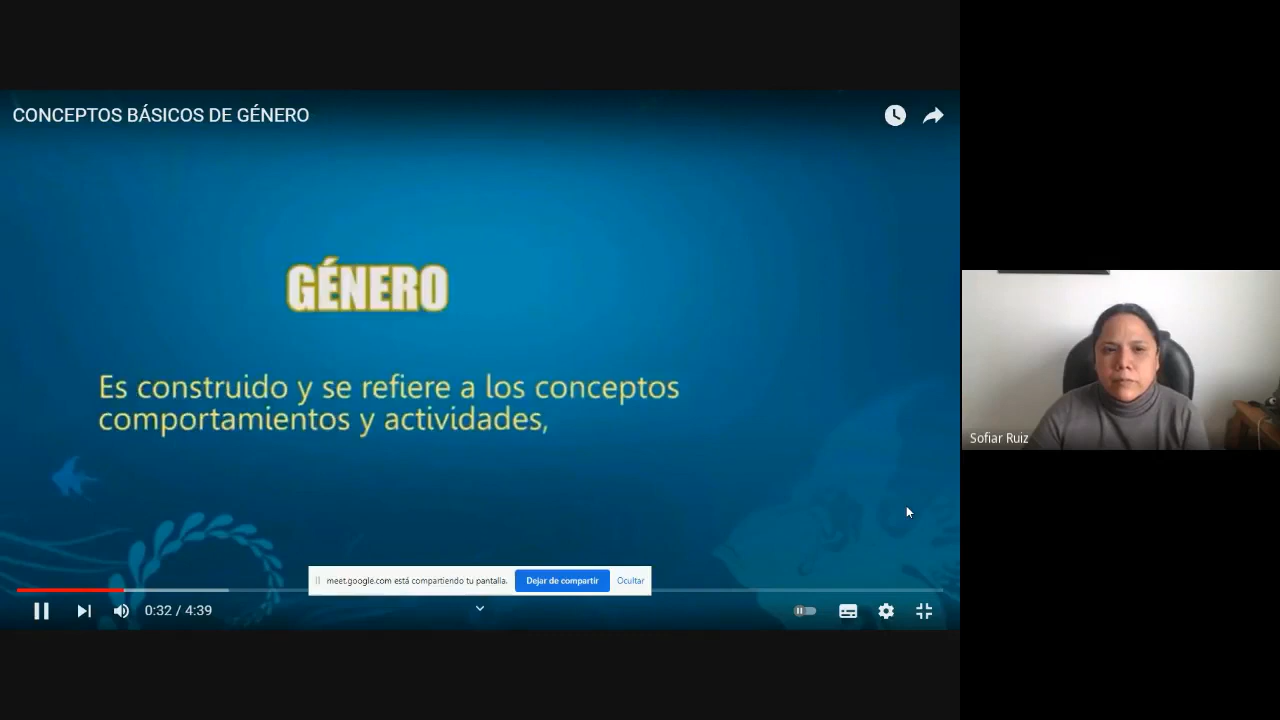 CONCEPTOS BÁSICOS DE GÉNERO
GÉNERO
Es construido y se refiere a los conceptos
comportamientos y actividades,
Sofiar Ruiz
meet.google.com está compartiendo tu pantalla.
Dejar de compartir
Ocultar
0:32 / 4:39